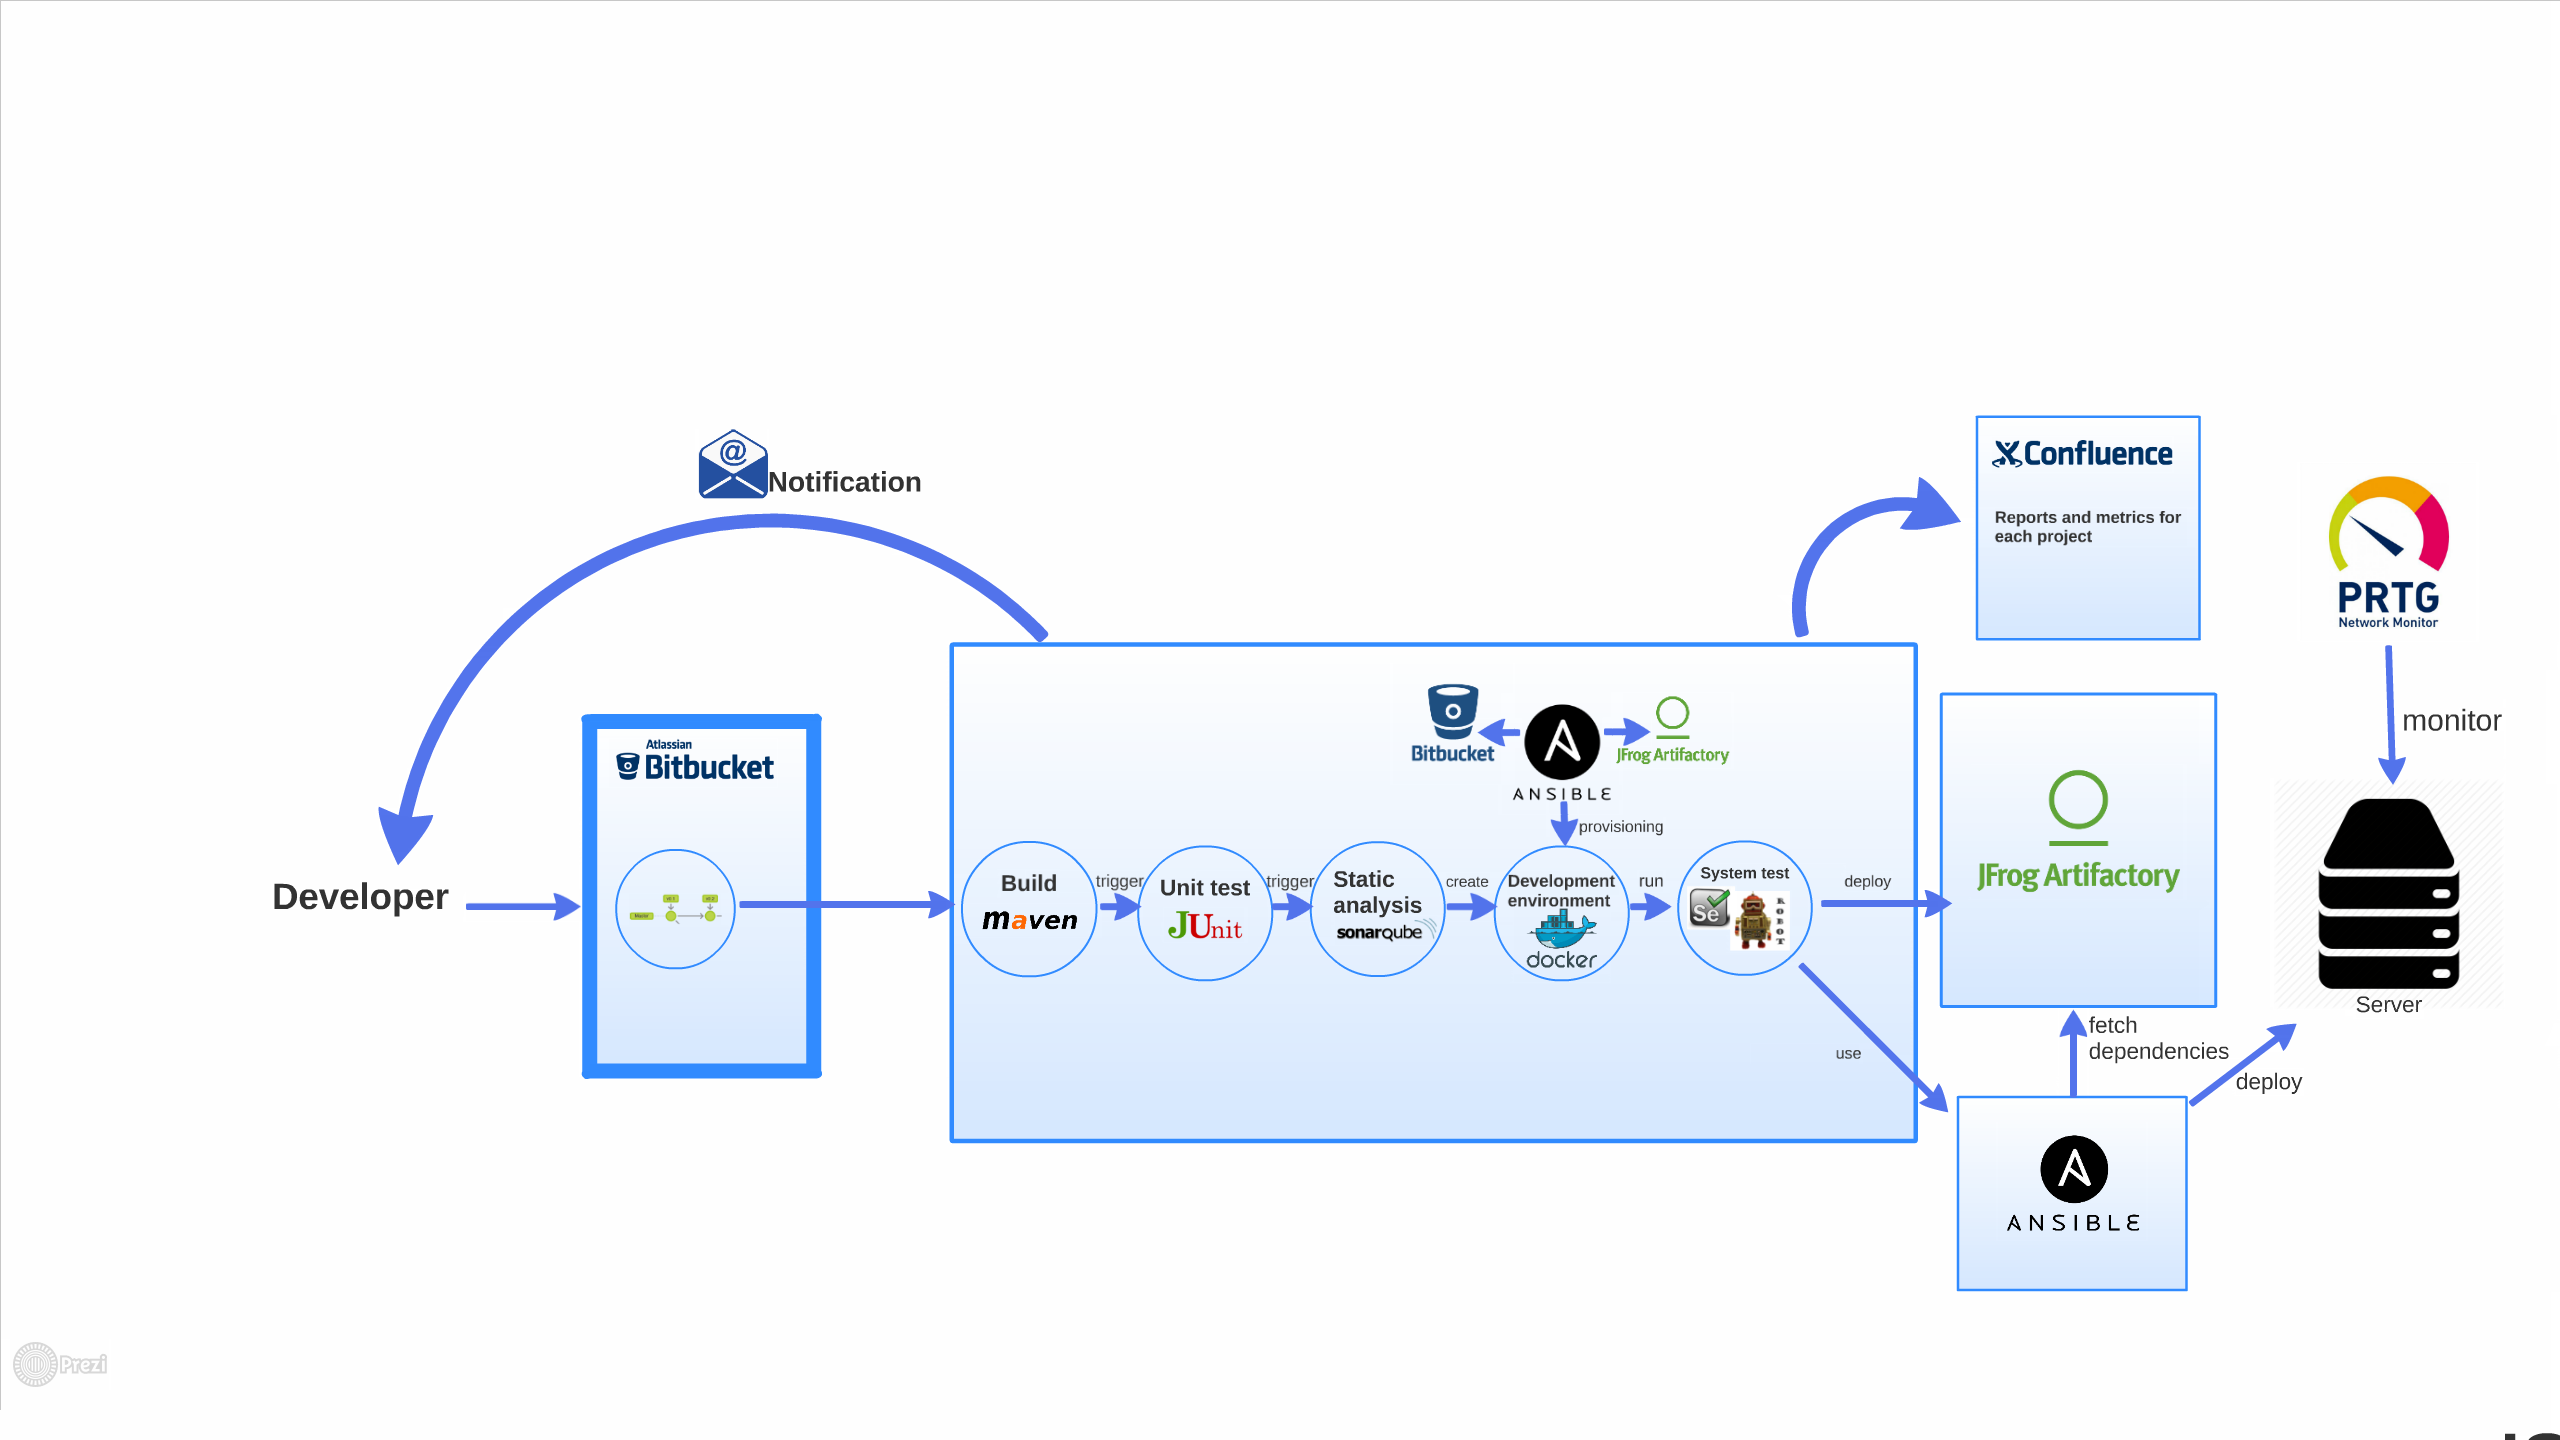 @
Notification
Developer
Atlassian
Bitbucket
Master
Bitbucket
ANSIBLE
JFrog Artifactory
provisioning
Build
maven
trigger
Unit test
JUnit
trigger
Static
analysis
sonarqube
create
Development
environment
docker
run
System test
Se
ROBOT
deploy
use
Confluence
Reports and metrics for
each project
JFrog Artifactory
fetch
dependencies
deploy
ANSIBLE
PRTG
Network Monitor
monitor
Server
Prezi